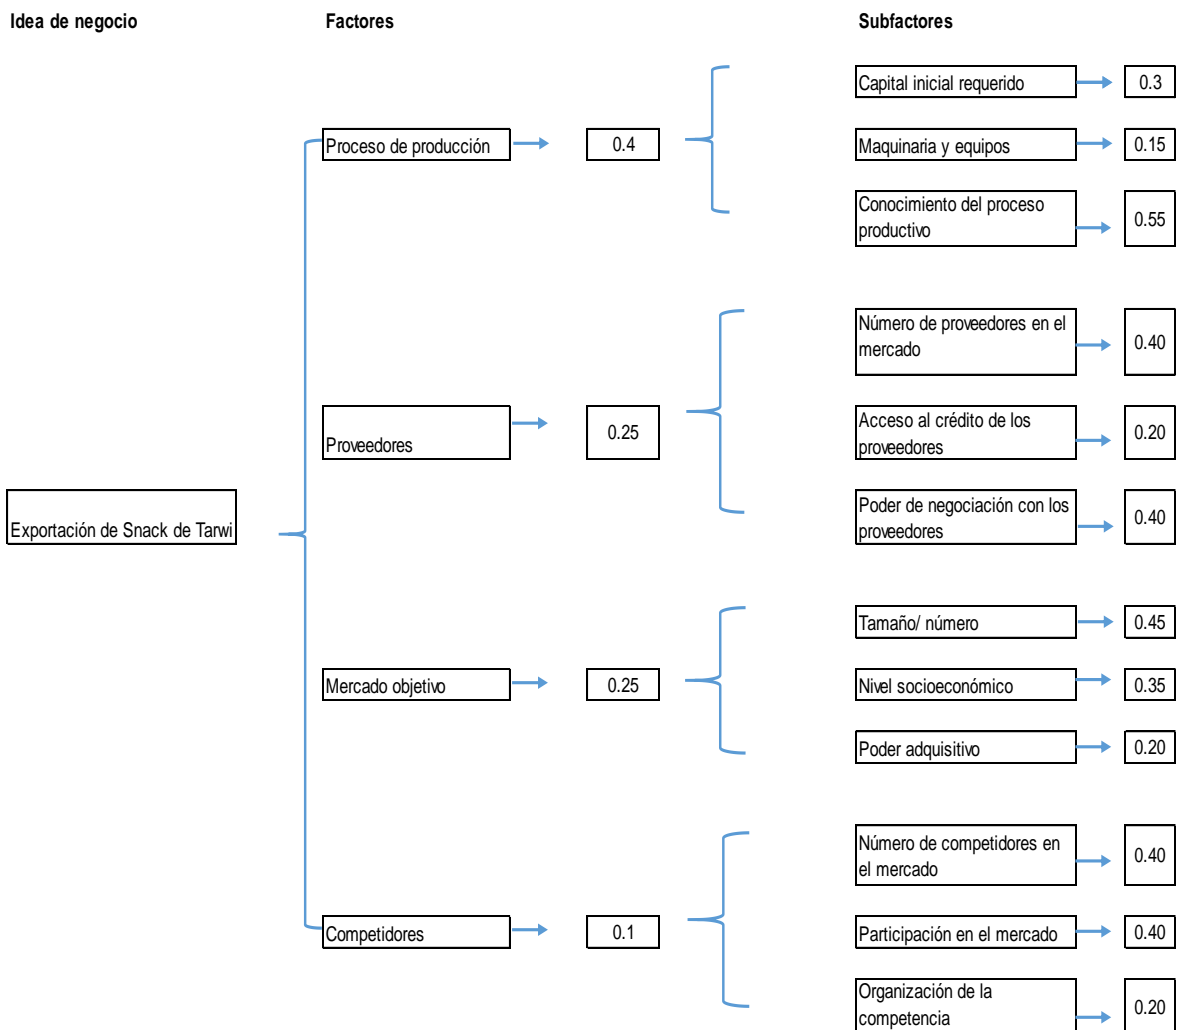 Idea de negocio
Factores
Subfactores
Capital inicial requerido
0.3
Proceso de producción
0.4
Maquinaria y equipos
0.15
Conocimiento del proceso
productivo
0.55
Número de proveedores en el
mercado
0.40
Proveedores
0.25
Acceso al crédito de los
proveedores
0.20
Exportación de Snack de Tarwi
Poder de negociación con los
proveedores
0.40
Tamaño/ número
0.45
Mercado objetivo
0.25
Nivel socioeconómico
0.35
Poder adquisitivo
0.20
Número de competidores en
el mercado
0.40
Competidores
0.1
Participación en el mercado
0.40
Organización de la
competencia
0.20